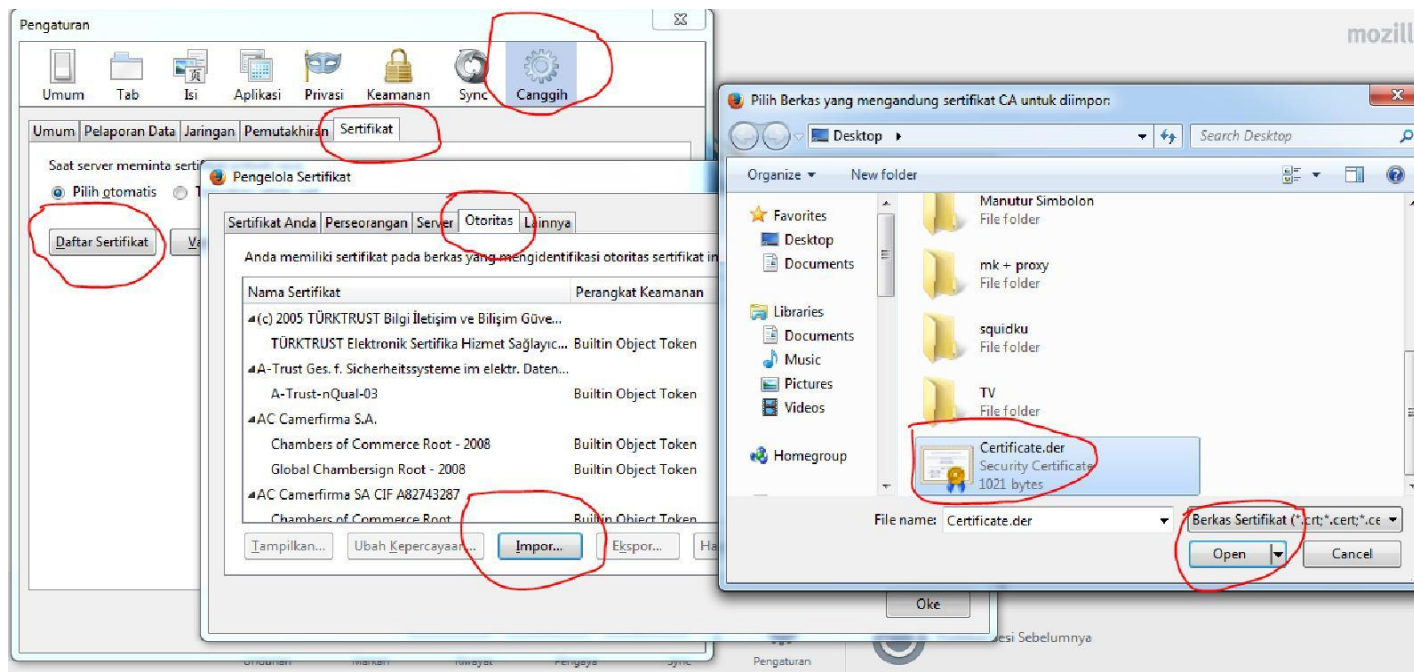 Pengaturan
mozill
Umum Tab Isi Aplikasi Privasi Keamanan Sync Canggih
Umum Pelaporan Data Jaringan Pemutakhiran Sertifikat
Saat server meminta
Pilih otomatis
Daftar Sertifikat
Pengelola Sertifikat
Sertifikat Anda Perseorangan Server Otoritas Lainnya
Anda memiliki sertifikat pada berkas yang mengidentifikasi otoritas sertifikat
Nama Sertifikat Perangkat Keamanan
(c) 2005 TÜRKTRUST Bilgi İletişim ve Bilişim Güve...
TÜRKTRUST Elektronik Sertifika Hizmet Sağlayıc... Builtin Object Token
A-Trust Ges. f. Sicherheitssysteme im elektr. Daten...
A-Trust-nQual-03 Builtin Object Token
AC Camerfirma S.A.
Chambers of Commerce Root - 2008 Builtin Object Token
Global Chambersign Root - 2008 Builtin Object Token
AC Camerfirma SA CIF A82743287
Chambers of Commerce Root Builtin Object Token
Tampilkan... Ubah Kepercayaan... Impor... Ekspor... Ha
Oke
Pilih Berkas yang mengandung sertifikat CA untuk diimpor:
Desktop
Search Desktop
Organize New folder
Favorites
Desktop
Documents
Libraries
Documents
Music
Pictures
Videos
Homegroup
Manutur Simbolon
File folder
mk + proxy
File folder
squidku
File folder
TV
File folder
Certificate.der
Security Certificate
1021 bytes
File name: Certificate.der
Berkas Sertifikat (*.crt;*.cert;*.ce
Open Cancel
Sebelumnya
Unduhan Markah Riwayat Pengaya Sync Pengaturan